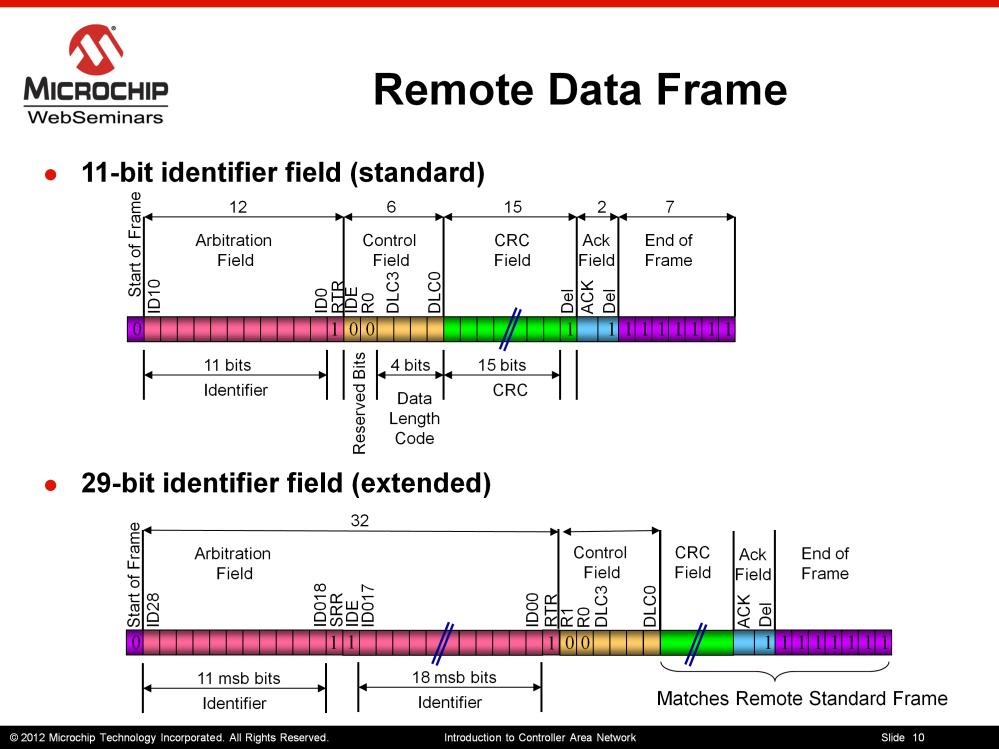 MICROCHIP
WebSeminars
Remote Data Frame
11-bit identifier field (standard)
12
6
15
2
7
Start of Frame
Arbitration
Field
Control
Field
CRC
Field
Ack
Field
End of
Frame
ID10
ID0
RTR
IDE
R0
DLC3
DLC0
Del
ACK
Del
0
1
0
0
1
1
1
1
1
1
1
1
1
11 bits
Identifier
Reserved Bits
4 bits
Data
Length
Code
15 bits
CRC
29-bit identifier field (extended)
32
Start of Frame
Arbitration
Field
Control
Field
CRC
Field
Ack
Field
End of
Frame
ID28
ID018
SRR
IDE
ID017
ID00
RTR
R1
R0
DLC3
DLC0
ACK
Del
0
1
1
1
0
0
1
1
1
1
1
1
1
1
11 msb bits
Identifier
18 msb bits
Identifier
Matches Remote Standard Frame
© 2012 Microchip Technology Incorporated. All Rights Reserved.
Introduction to Controller Area Network
Slide 10